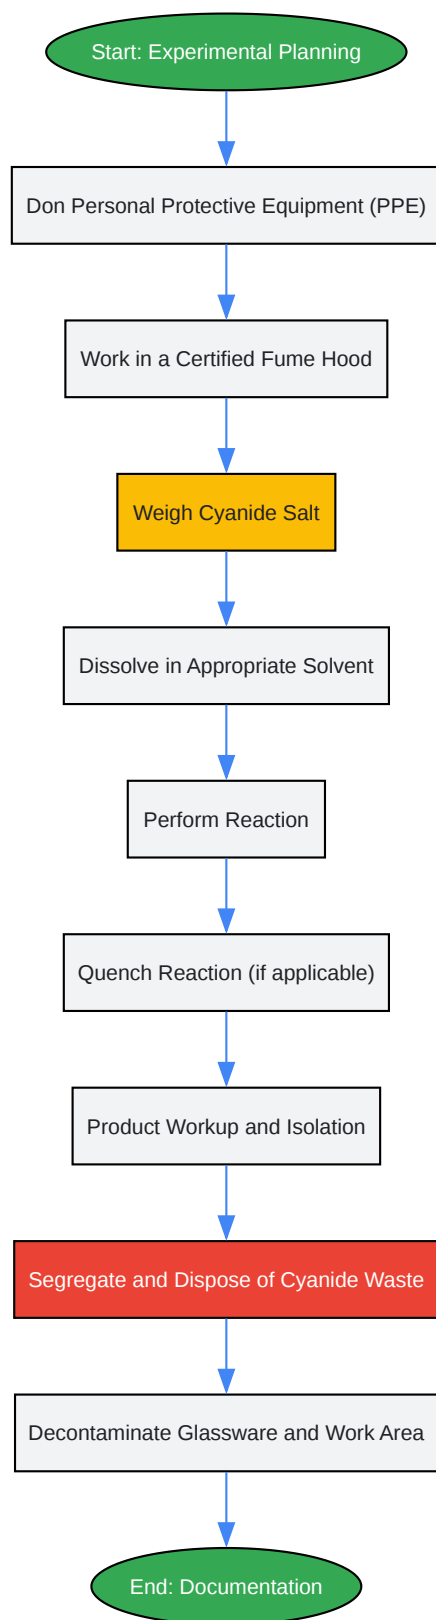 Start: Experimental Planning
Don Personal Protective Equipment (PPE)
Work in a Certified Fume Hood
Weigh Cyanide Salt
Dissolve in Appropriate Solvent
Perform Reaction
Quench Reaction (if applicable)
Product Workup and Isolation
Segregate and Dispose of Cyanide Waste
Decontaminate Glassware and Work Area
End: Documentation